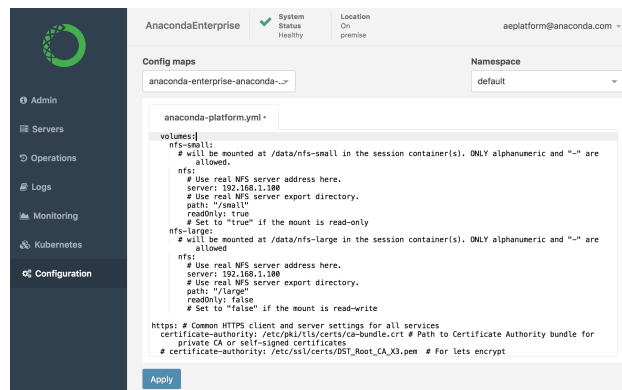 AnacondaEnterprise
System
Status
Healthy
Location
On
premise
aeplatform@anaconda.com
Admin
Servers
Operations
Logs
Monitoring
Kubernetes
Configuration
Config maps
anaconda-enterprise-anaconda-...
Namespace
default
anaconda-platform.yml •
volumes:
nfs-small:
# will be mounted at /data/nfs-small in the session container(s). ONLY alphanumeric and "-" are
allowed.
nfs:
# Use real NFS server address here.
server: 192.168.1.100
# Use real NFS server export directory.
path: "/small"
readOnly: true
# Set to "true" if the mount is read-only
nfs-large:
# will be mounted at /data/nfs-large in the session container(s). ONLY alphanumeric and "-" are
allowed
nfs:
# Use real NFS server address here.
server: 192.168.1.100
# Use real NFS server export directory.
path: "/large"
readOnly: false
# Set to "false" if the mount is read-write
https: # Common HTTPS client and server settings for all services
certificate-authority: /etc/pki/tls/certs/ca-bundle.crt # Path to Certificate Authority bundle for
private CA or self-signed certificates
# certificate-authority: /etc/ssl/certs/DST_Root_CA_X3.pem # For lets encrypt
Apply